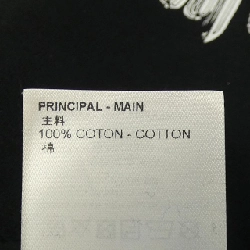 PRINCIPAL - MAIN
主料
100% COTON - COTTON
棉